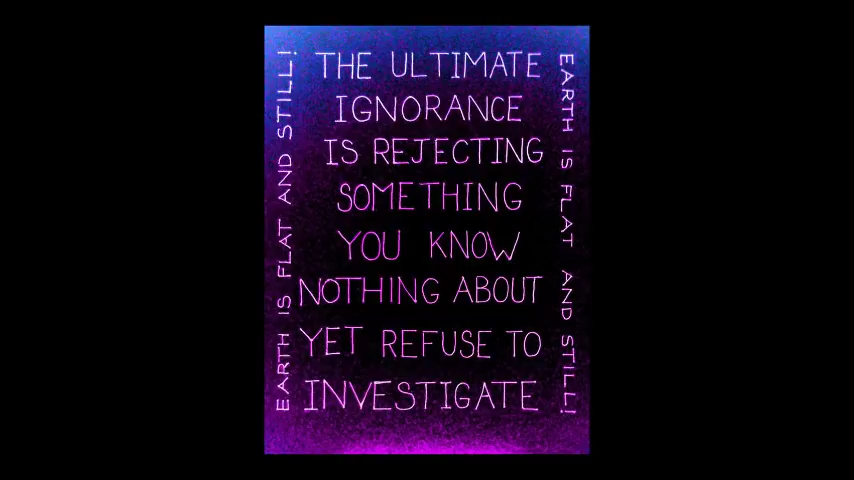 THE ULTIMATE
IGNORANCE
IS REJECTING
SOMETHING
YOU KNOW
NOTHING ABOUT
YET REFUSE TO
INVESTIGATE
EARTH IS FLAT AND STILL!
EARTH IS FLAT AND STILL!